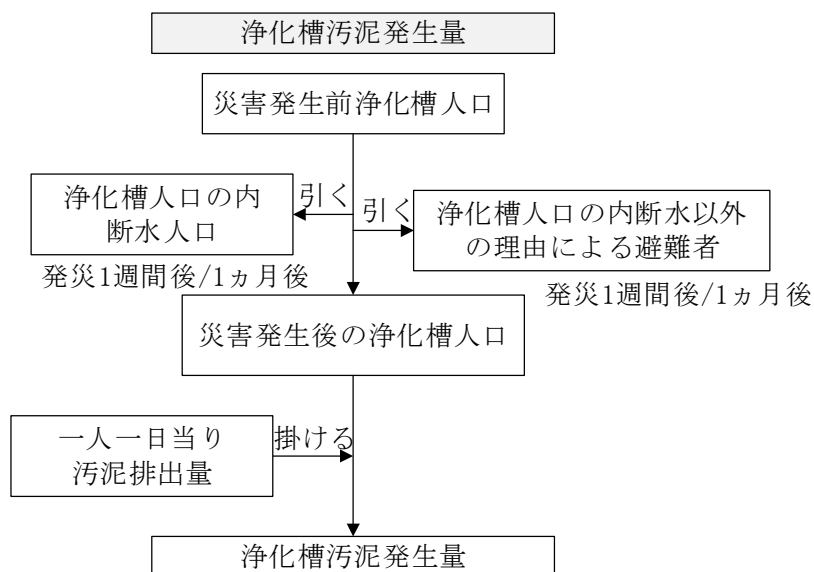 浄化槽汚泥発生量
災害発生前浄化槽人口
浄化槽人口の内
断水人口
引く
引く
浄化槽人口の内断水以外
の理由による避難者
発災1週間後/1ヵ月後
発災1週間後/1ヵ月後
災害発生後の浄化槽人口
一人一日当り
汚泥排出量
掛ける
浄化槽汚泥発生量